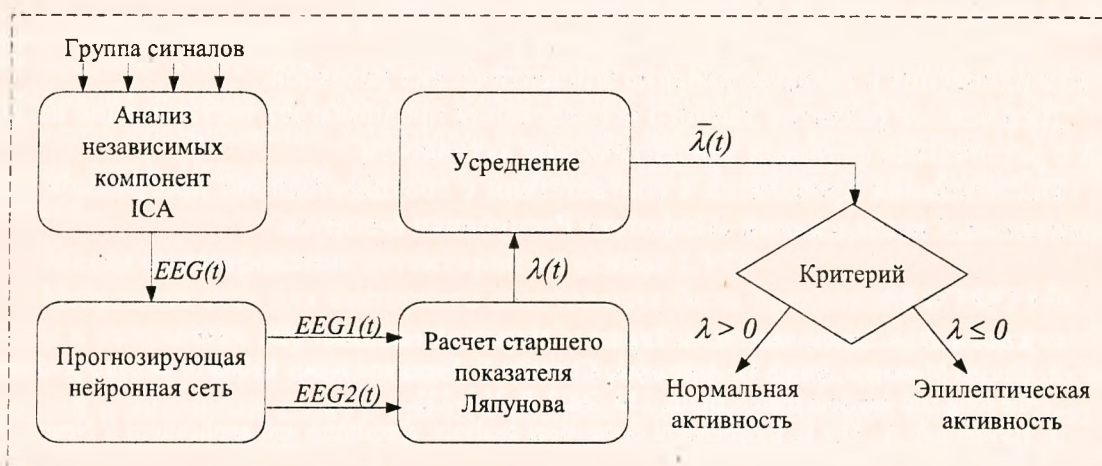 Группа сигналов
Анализ
независимых
компонент
ICA
EEG(t)
Прогнозирующая
нейронная сеть
EEG1(t)
EEG2(t)
Расчет старшего
показателя
Ляпунова
λ(t)
Усреднение
λ̅(t)
Критерий
λ > 0
λ ≤ 0
Нормальная
активность
Эпилептическая
активность